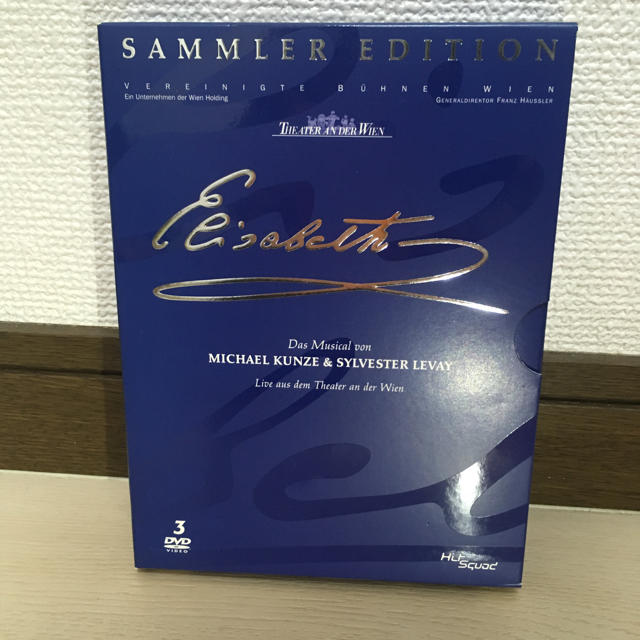 SAMMLER EDITION
VEREINIGTE BÜHNEN WIEN
Ein Unternehmen der Wien Holding
GENERALDIREKTOR FRANZ HÄUSSLER
THEATER AN DER WIEN
Elisabeth
Das Musical von
MICHAEL KUNZE & SYLVESTER LEVAY
Live aus dem Theater an der Wien
3
DVD
VIDEO
HLF
Squad